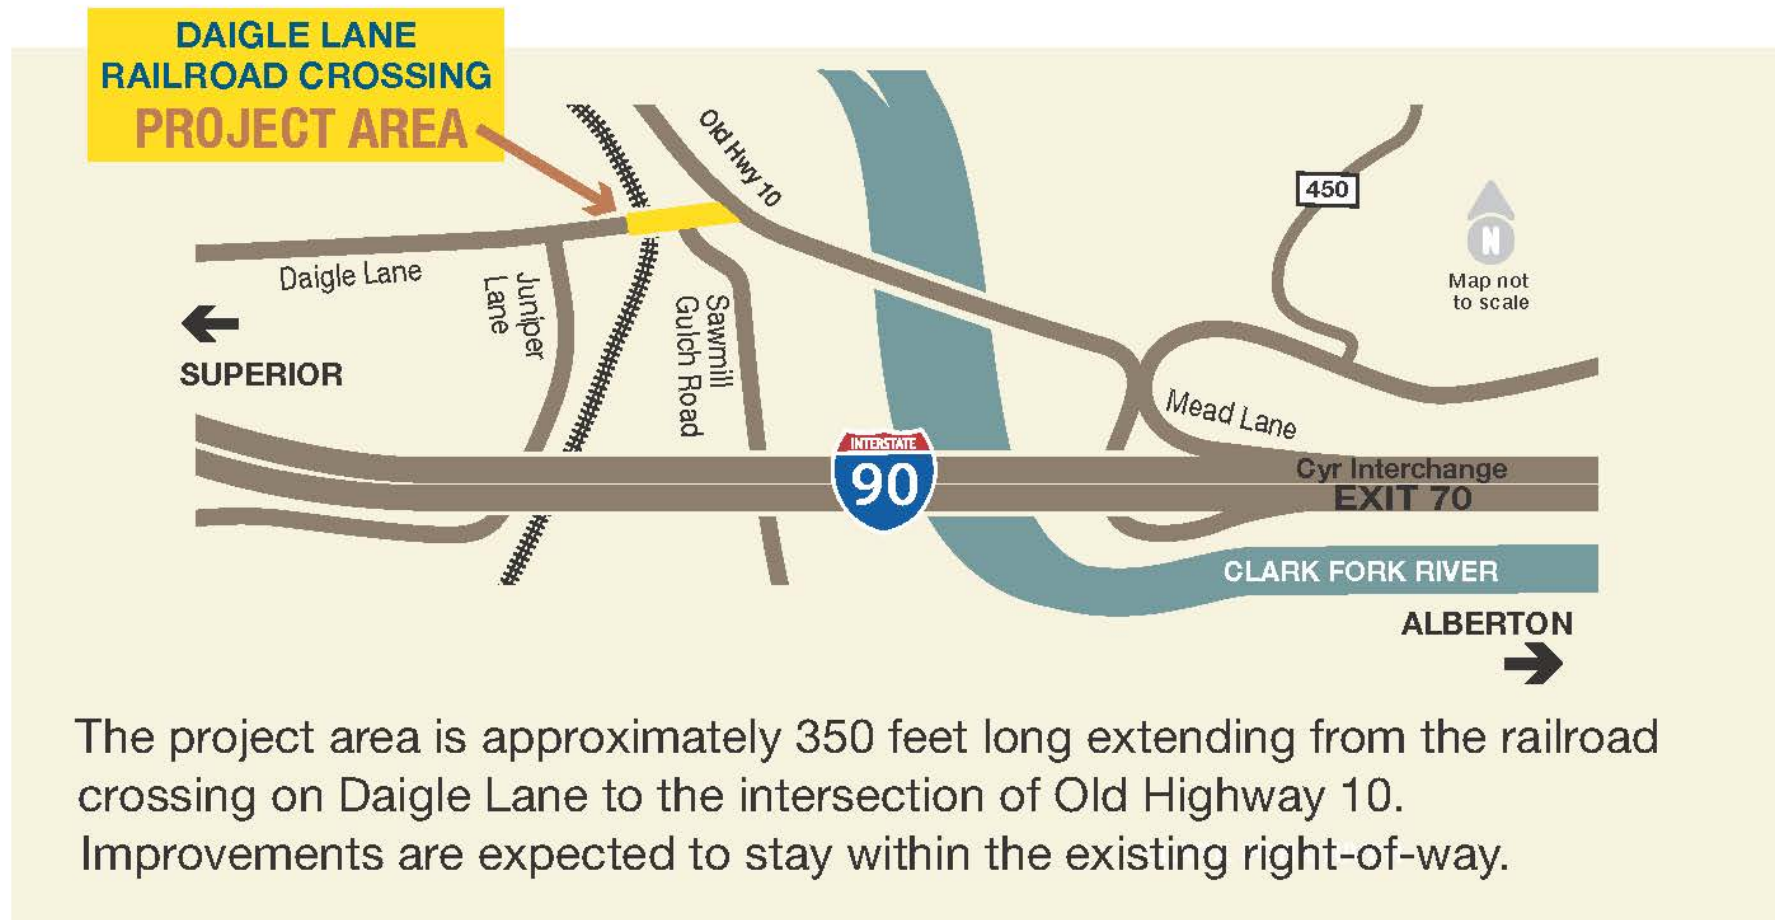 DAIGLE LANE
RAILROAD CROSSING
PROJECT AREA
Old Hwy 10
450
N
Map not
to scale
Daigle Lane
Juniper
Lane
Sawmill
Gulch Road
SUPERIOR
Mead Lane
INTERSTATE
90
Cyr Interchange
EXIT 70
CLARK FORK RIVER
ALBERTON
The project area is approximately 350 feet long extending from the railroad
crossing on Daigle Lane to the intersection of Old Highway 10.
Improvements are expected to stay within the existing right-of-way.